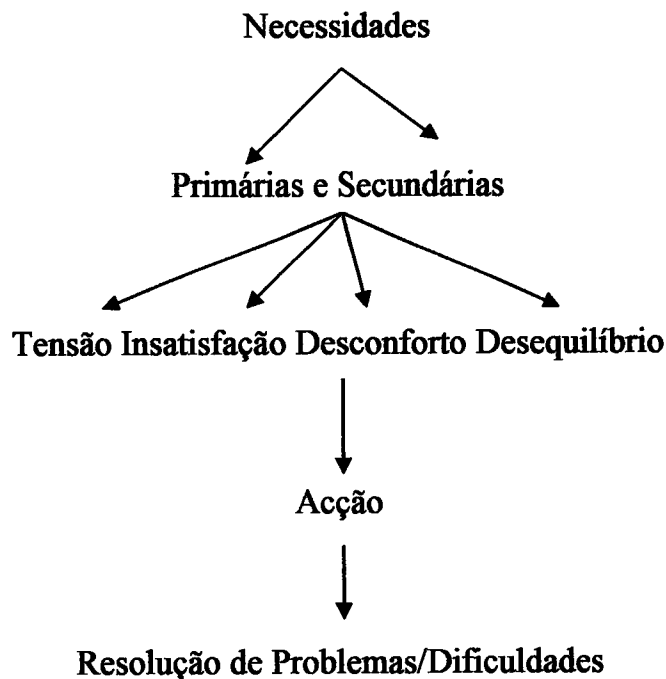 Necessidades
Primárias e Secundárias
Tensão Insatisfação Desconforto Desequilíbrio
Acção
Resolução de Problemas/Dificuldades